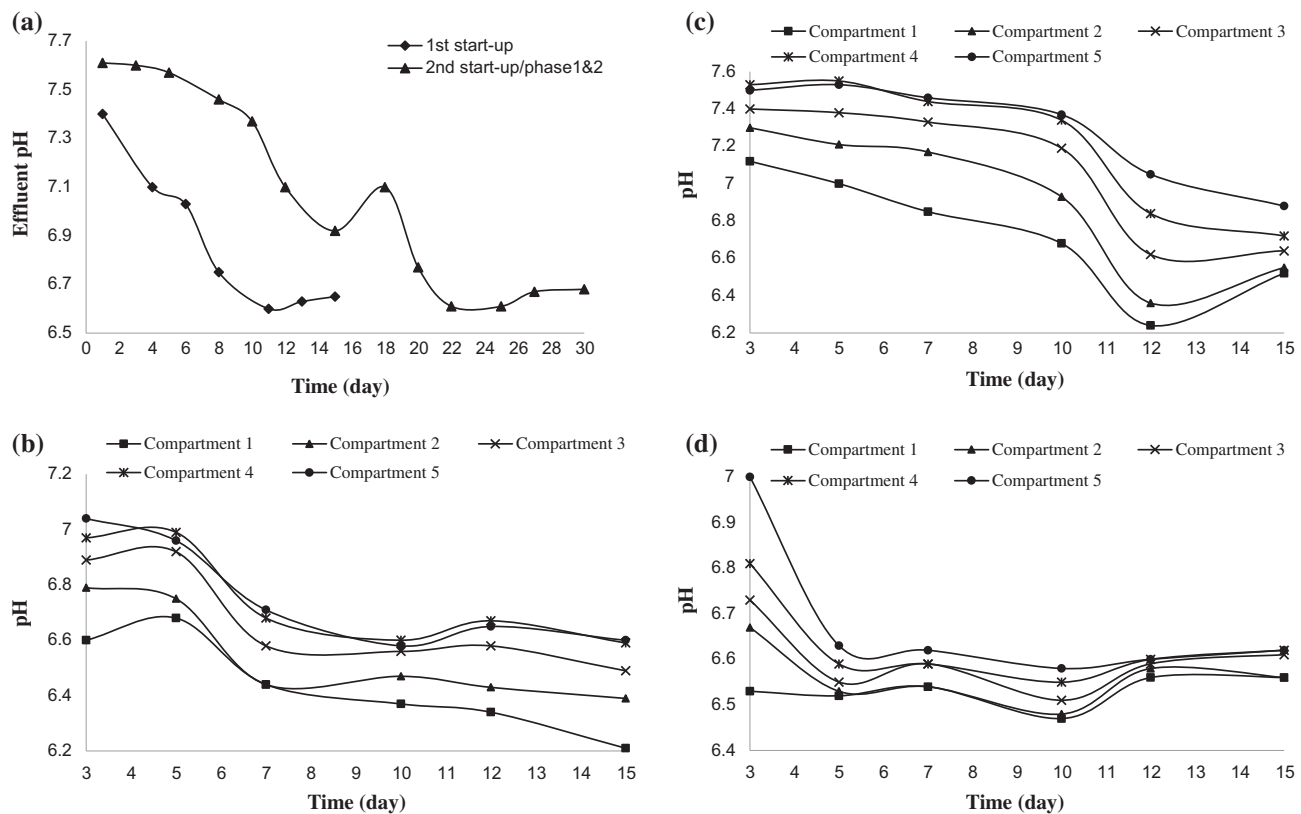 (a)
7.7
7.5
7.3
7.1
6.9
6.7
6.5
Effluent pH
1st start-up
2nd start-up/phase1&2
0 2 4 6 8 10 12 14 16 18 20 22 24 26 28 30
Time (day)
(c)
Compartment 1 Compartment 2 Compartment 3
Compartment 4 Compartment 5
7.6
7.4
7.2
7
6.8
6.6
6.4
6.2
pH
3 4 5 6 7 8 9 10 11 12 13 14 15
Time (day)
(b)
Compartment 1 Compartment 2 Compartment 3
Compartment 4 Compartment 5
7.2
7
6.8
6.6
6.4
6.2
pH
3 4 5 6 7 8 9 10 11 12 13 14 15
Time (day)
(d)
Compartment 1 Compartment 2 Compartment 3
Compartment 4 Compartment 5
7
6.9
6.8
6.7
6.6
6.5
6.4
pH
3 4 5 6 7 8 9 10 11 12 13 14 15
Time (day)